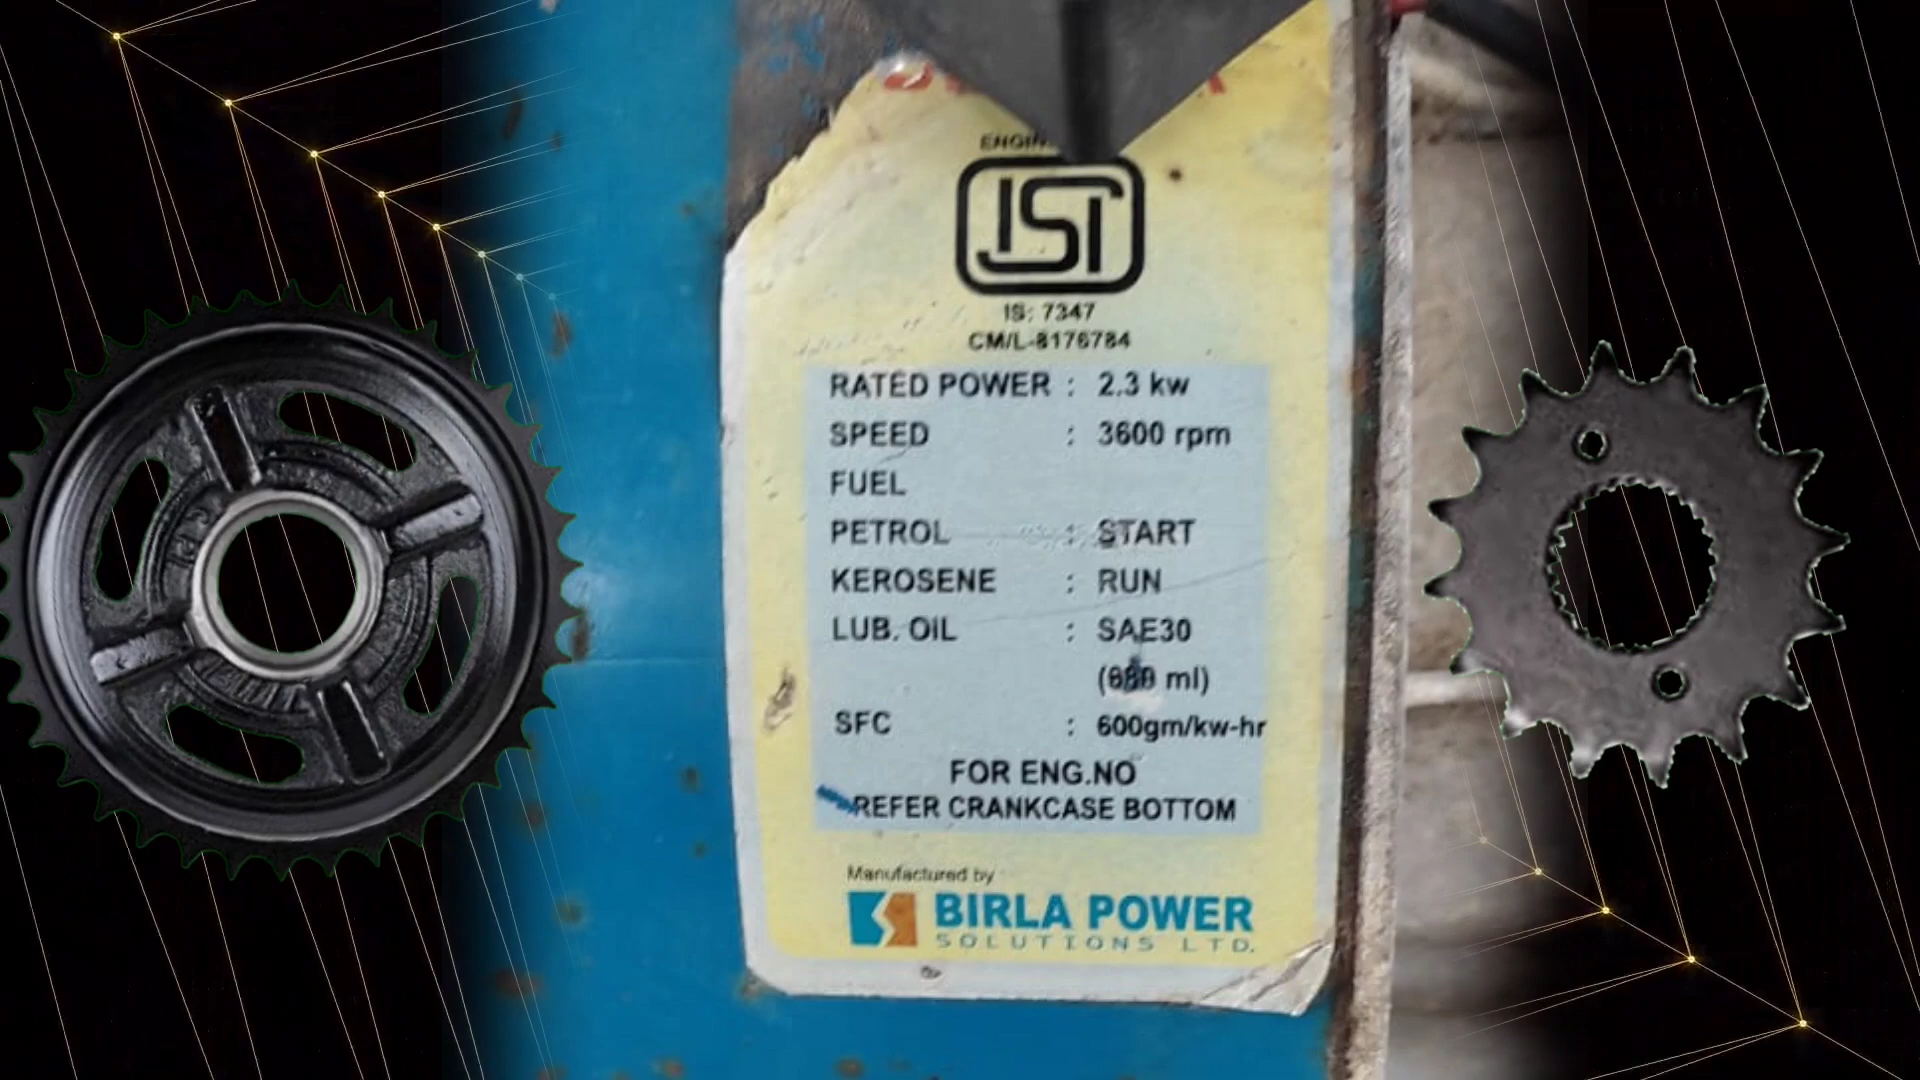 ISI
IS: 7347
CM/L-8176784
RATED POWER : 2.3 kw
SPEED : 3600 rpm
FUEL
PETROL : START
KEROSENE : RUN
LUB. OIL : SAE30
ml)
SFC : 600gm/kw-hr
FOR ENG.NO
REFER CRANKCASE BOTTOM
Manufactured by
BIRLA POWER
SOLUTIONS LTD.